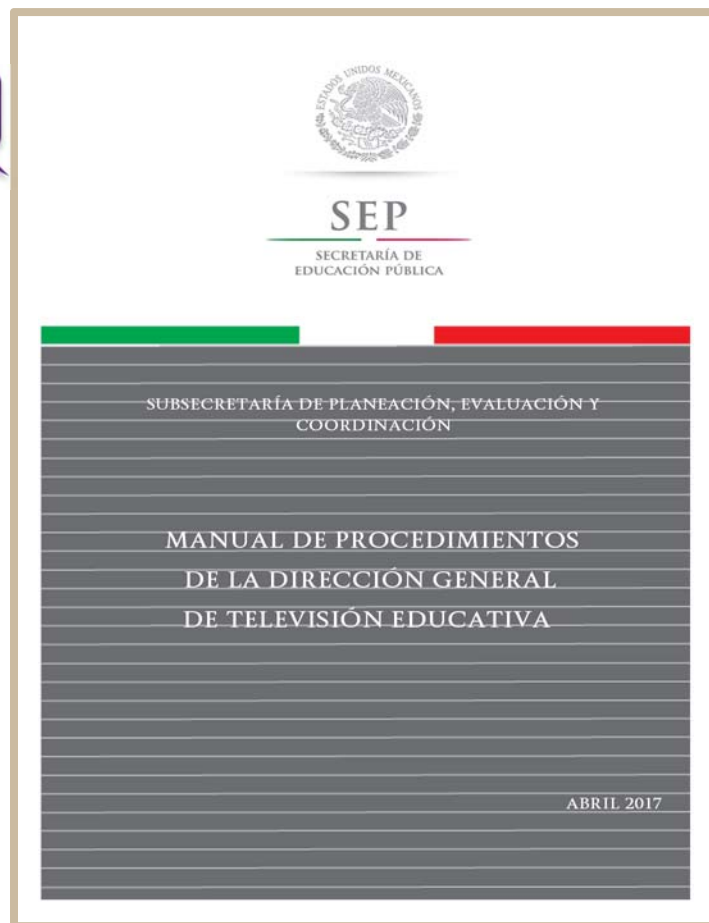 ESTADOS UNIDOS MEXICANOS
SEP
SECRETARÍA DE
EDUCACIÓN PÚBLICA
SUBSECRETARÍA DE PLANEACIÓN, EVALUACIÓN Y
COORDINACIÓN
MANUAL DE PROCEDIMIENTOS
DE LA DIRECCIÓN GENERAL
DE TELEVISIÓN EDUCATIVA
ABRIL 2017